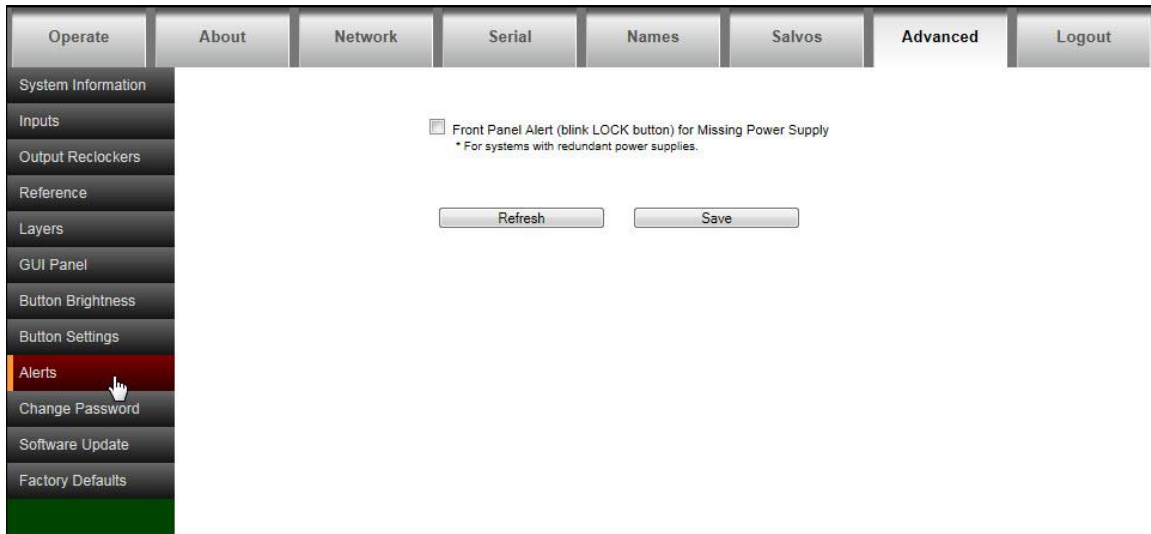 Operate About Network Serial Names Salvos Advanced Logout
System Information
Inputs
Output Reclockers
Reference
Layers
GUI Panel
Button Brightness
Button Settings
Alerts
Change Password
Software Update
Factory Defaults
Front Panel Alert (blink LOCK button) for Missing Power Supply
* For systems with redundant power supplies.
Refresh Save